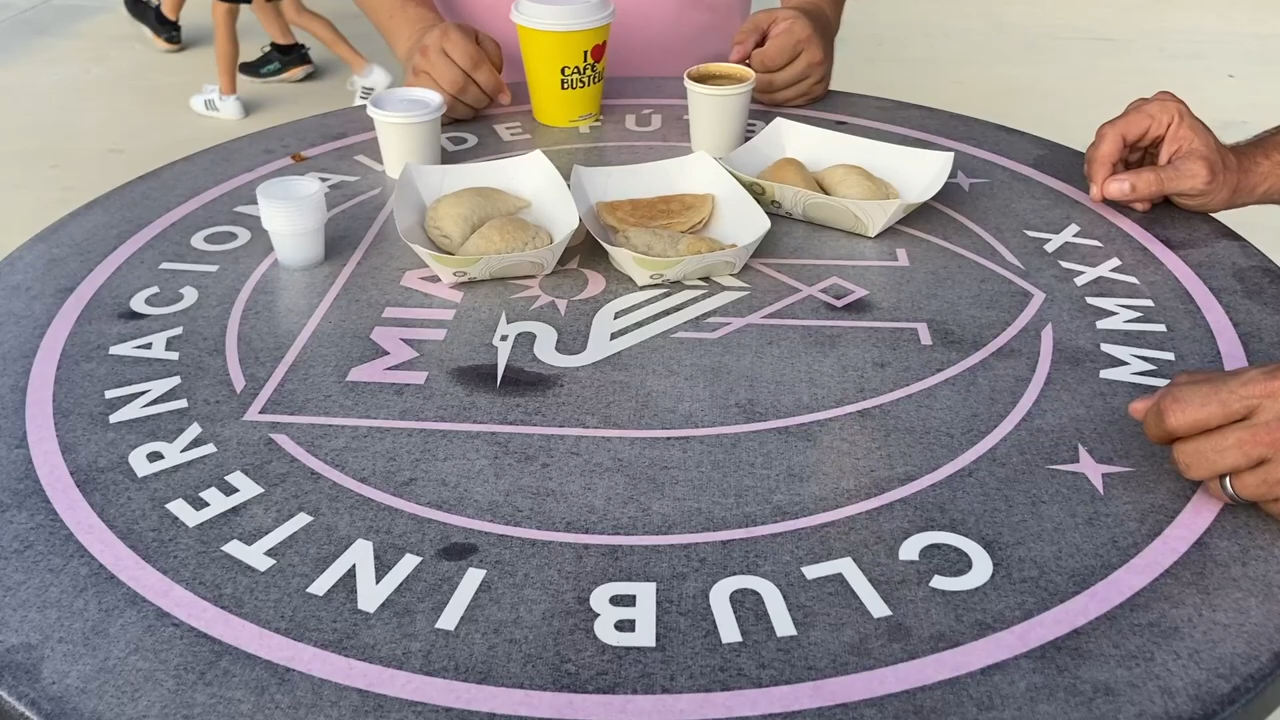 I
CAFÉ
BUSTELO
CLUB INTERNACIONAL DE FÚTB
MMXX
MIA